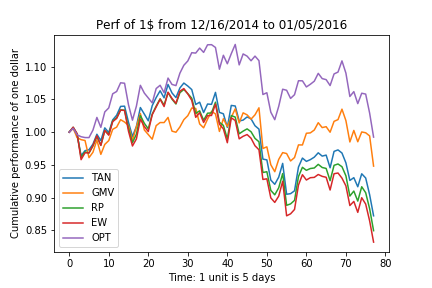 Perf of 1$ from 12/16/2014 to 01/05/2016
Cumulative performance of one dollar
1.10
1.05
1.00
0.95
0.90
0.85
TAN
GMV
RP
EW
OPT
0 10 20 30 40 50 60 70 80
Time: 1 unit is 5 days